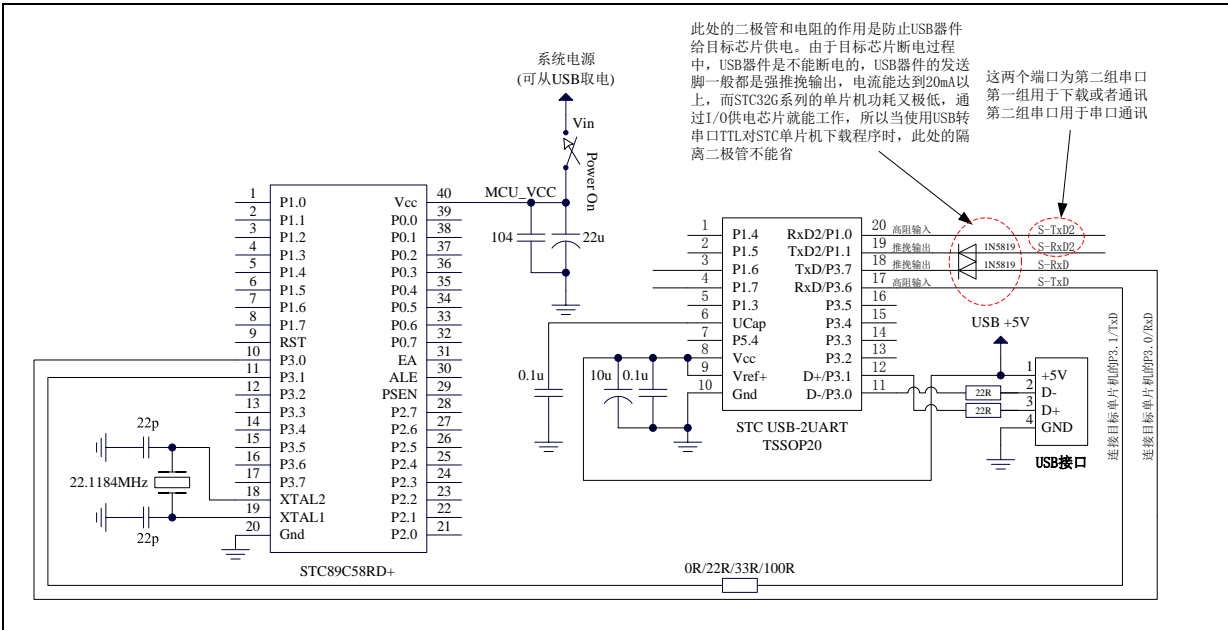 此处的二极管和电阻的作用是防止USB器件
给目标芯片供电。由于目标芯片断电过程
中，USB器件是不能断电的，USB器件的发送
脚一般都是强推挽输出，电流能达到20mA以
上，而STC32G系列的单片机功耗又极低，通
过I/O供电芯片就能工作，所以当使用USB转
串口TTL对STC单片机下载程序时，此处的隔
离二极管不能省
这两个端口为第二组串口
第一组用于下载或者通讯
第二组串口用于串口通讯
系统电源
(可从USB取电)
Vin
Power On
MCU_VCC
104
22u
1 P1.0 Vcc 40
2 P1.1 P0.0 39
3 P1.2 P0.1 38
4 P1.3 P0.2 37
5 P1.4 P0.3 36
6 P1.5 P0.4 35
7 P1.6 P0.5 34
8 P1.7 P0.6 33
9 RST P0.7 32
10 P3.0 EA 31
11 P3.1 ALE 30
12 P3.2 PSEN 29
13 P3.3 P2.7 28
14 P3.4 P2.6 27
15 P3.5 P2.5 26
16 P3.6 P2.4 25
17 P3.7 P2.3 24
18 XTAL2 P2.2 23
19 XTAL1 P2.1 22
20 Gnd P2.0 21
STC89C58RD+
22p
22.1184MHz
22p
1 P1.4 RxD2/P1.0 20 高阻输入 S-TxD2
2 P1.5 TxD2/P1.1 19 推挽输出 1N5819 S-RxD2
3 P1.6 TxD/P3.7 18 推挽输出 1N5819 S-RxD
4 P1.7 RxD/P3.6 17 高阻输入 S-TxD
5 P1.3 P3.5 16
6 UCap P3.4 15
7 P5.4 P3.3 14
8 Vcc P3.2 13
9 Vref+ D+/P3.1 12
10 Gnd D-/P3.0 11
STC USB-2UART
TSSOP20
0.1u
10u
0.1u
USB +5V
22R
22R
1 +5V
2 D-
3 D+
4 GND
USB接口
连接目标单片机的P3.1/TxD
连接目标单片机的P3.0/RxD
0R/22R/33R/100R